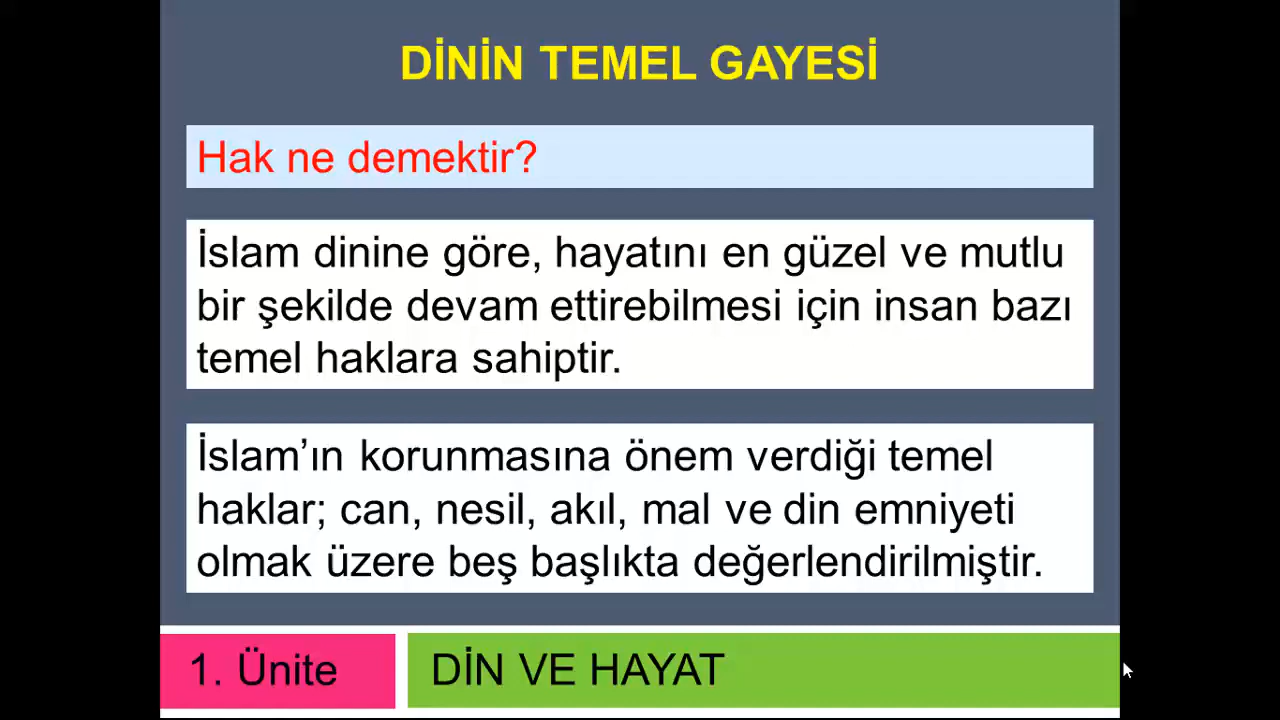 DİNİN TEMEL GAYESİ
Hak ne demektir?
İslam dinine göre, hayatını en güzel ve mutlu
bir şekilde devam ettirebilmesi için insan bazı
temel haklara sahiptir.
İslam’ın korunmasına önem verdiği temel
haklar; can, nesil, akıl, mal ve din emniyeti
olmak üzere beş başlıkta değerlendirilmiştir.
1. Ünite
DİN VE HAYAT